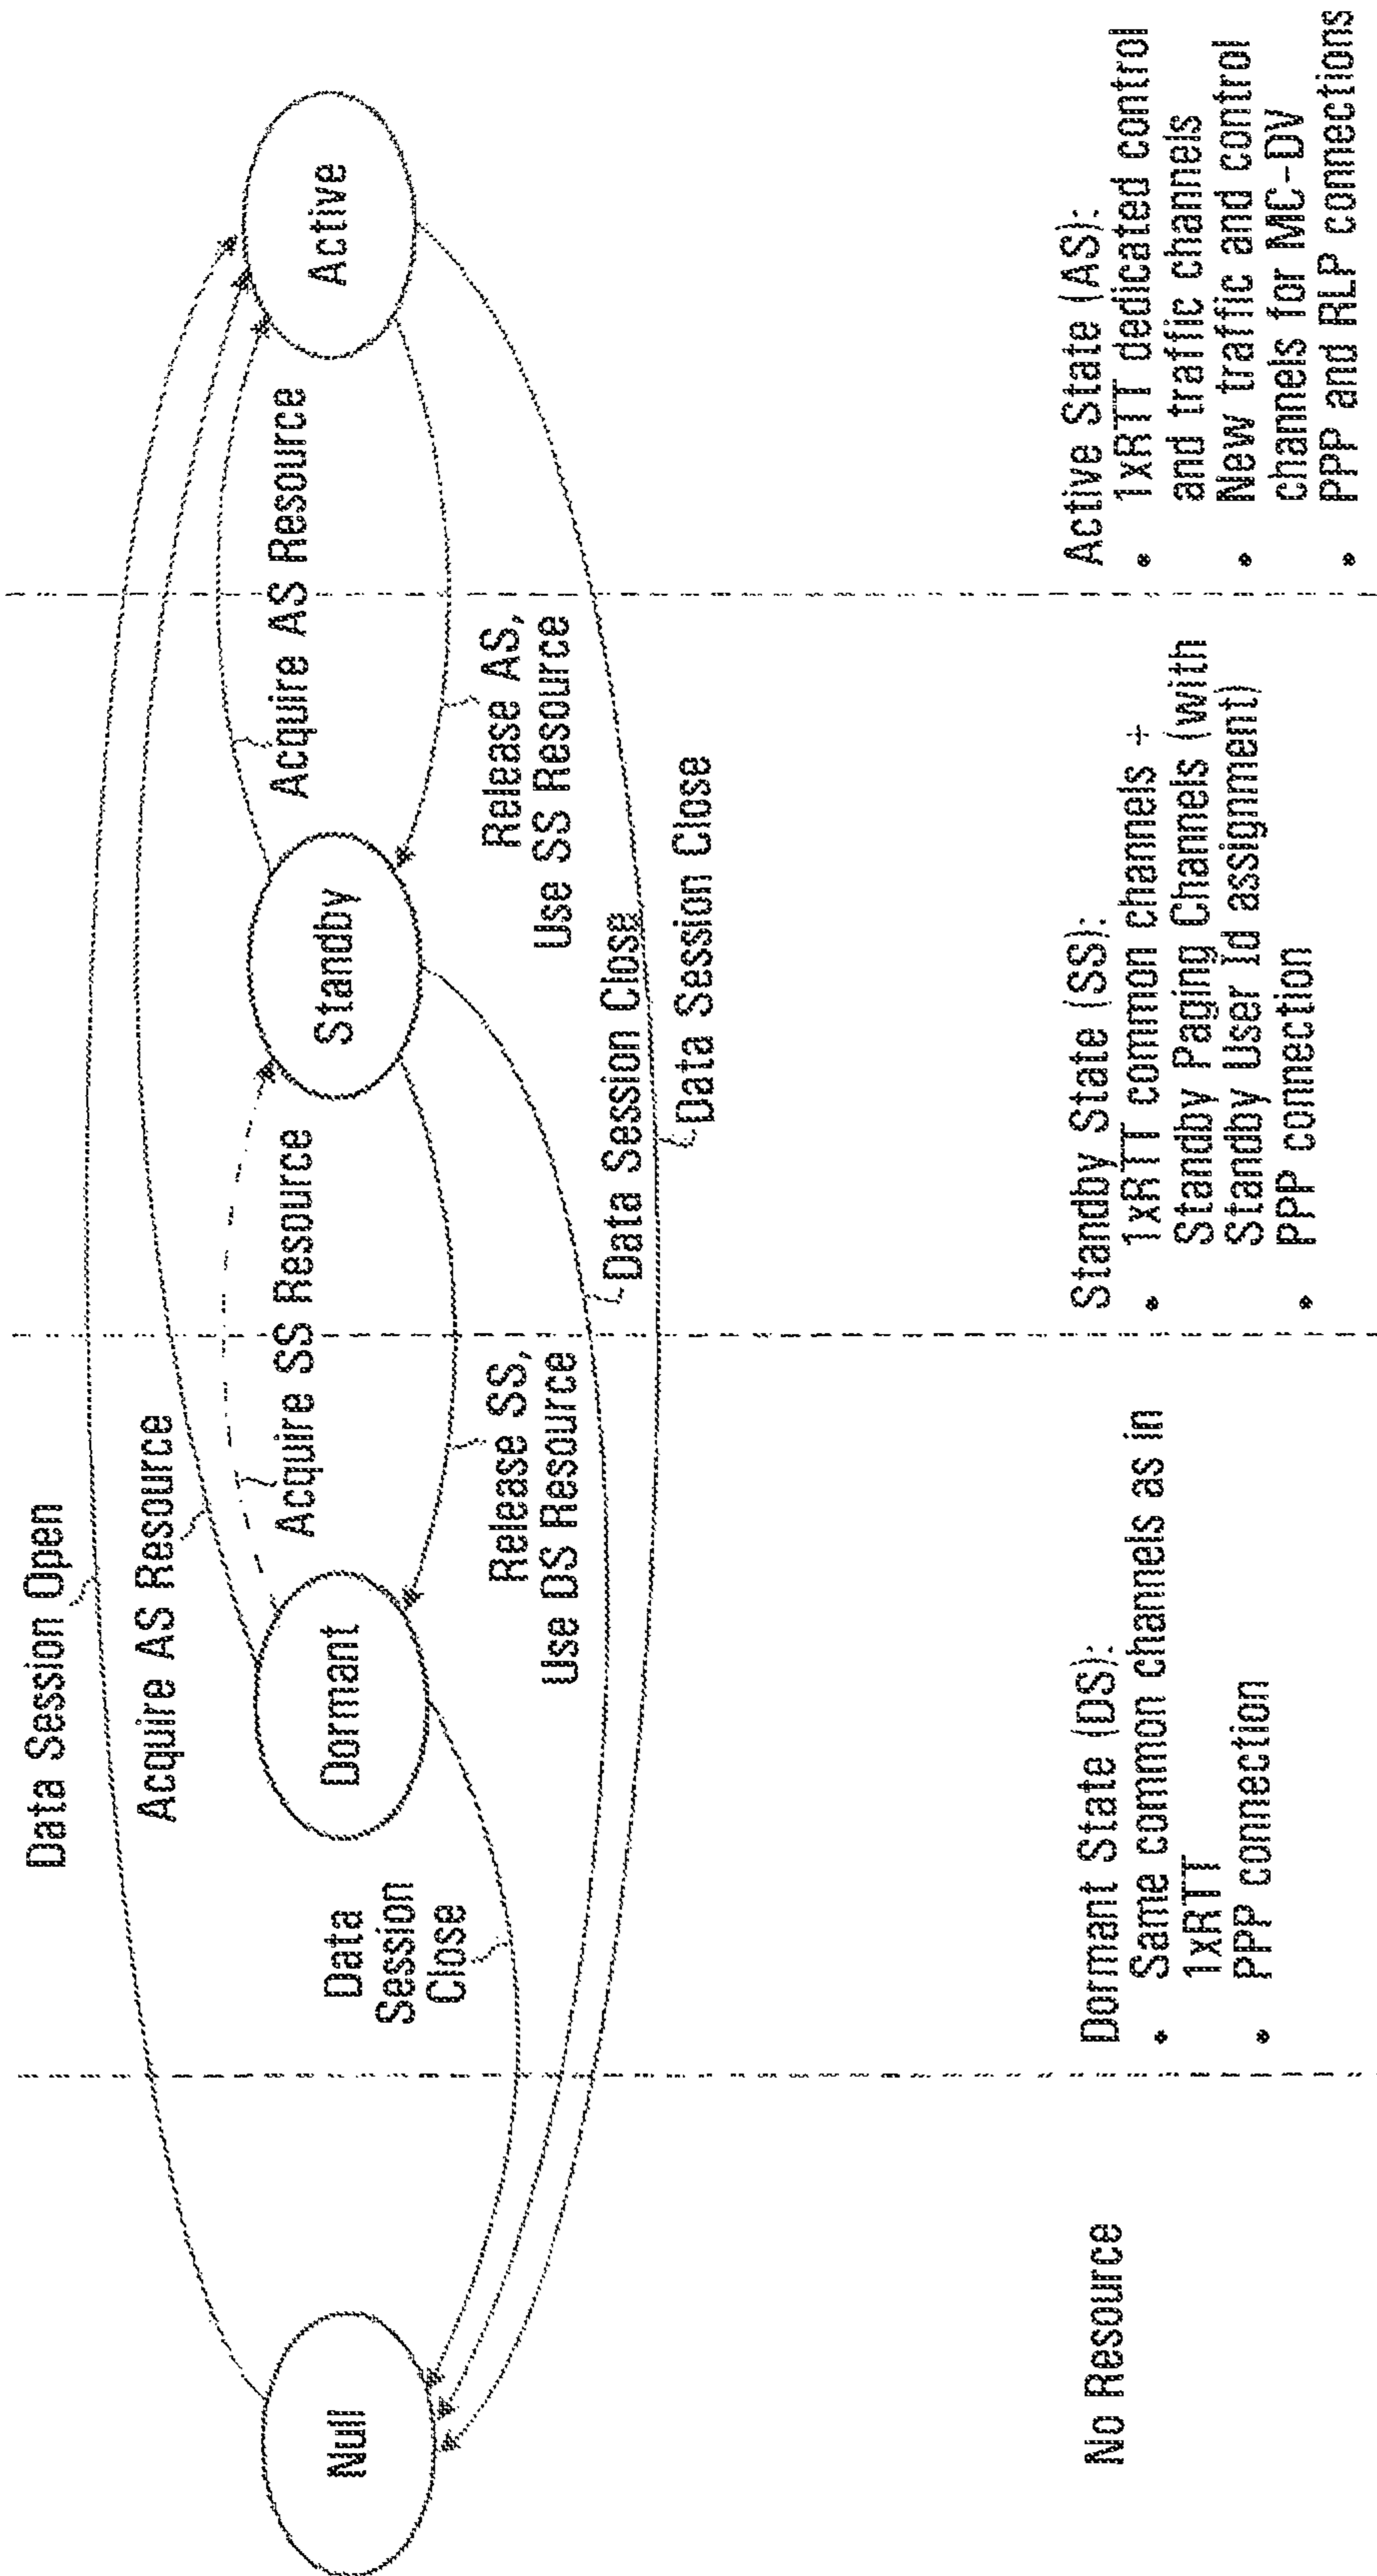 Data Session Open
Acquire AS Resource
Null
Dormant
Standby
Active
Acquire SS Resource
Acquire AS Resource
Data
Session
Close
Release SS,
Use DS Resource
Release AS,
Use SS Resource
Data Session Close
Data Session Close
No Resource
Dormant State (DS):
• Same common channels as in
1xRTT
• PPP connection
Standby State (SS):
• 1xRTT common channels +
Standby Paging Channels (with
Standby User Id assignment)
• PPP connection
Active State (AS):
• 1xRTT dedicated control
and traffic channels
• New traffic and control
channels for MC-DV
• PPP and RLP connections